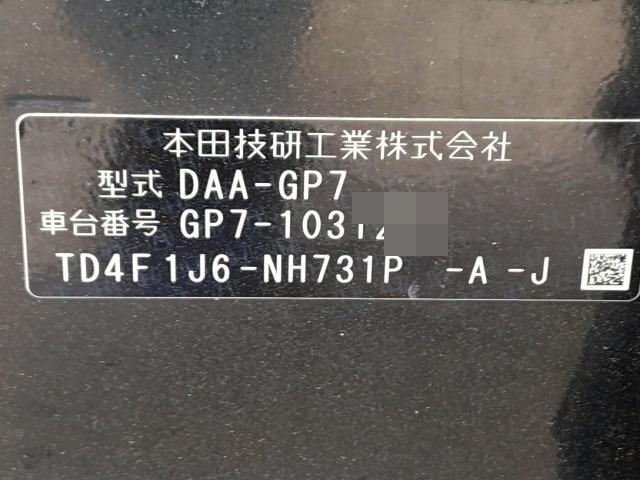 本田技研工業株式会社
型式 DAA-GP7
車台番号 GP7-1031
TD4F1J6-NH731P -A-J